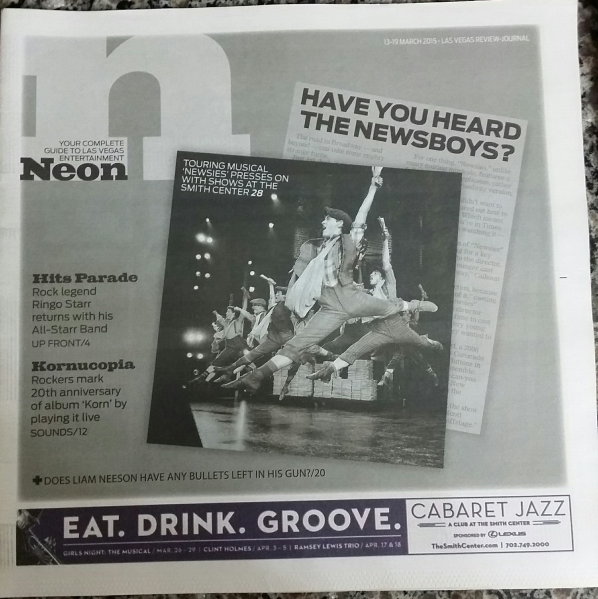 13-19 MARCH 2015 • LAS VEGAS REVIEW-JOURNAL
n
YOUR COMPLETE
GUIDE TO LAS VEGAS
ENTERTAINMENT
Neon
HAVE YOU HEARD
THE NEWSBOYS?
TOURING MUSICAL
'NEWSIES' PRESSES ON
WITH SHOWS AT THE
SMITH CENTER 28
Hits Parade
Rock legend
Ringo Starr
returns with his
All-Starr Band
UP FRONT/4
Kornucopia
Rockers mark
20th anniversary
of album 'Korn' by
playing it live
SOUNDS/12
DOES LIAM NEESON HAVE ANY BULLETS LEFT IN HIS GUN?/20
EAT. DRINK. GROOVE.
GIRLS NIGHT: THE MUSICAL / MAR. 26 - 29 | CLINT HOLMES / APR. 3 - 5 | RAMSEY LEWIS TRIO / APR. 17 & 18
CABARET JAZZ
A CLUB AT THE SMITH CENTER
SPONSORED BY LEXUS
TheSmithCenter.com | 702.749.2000